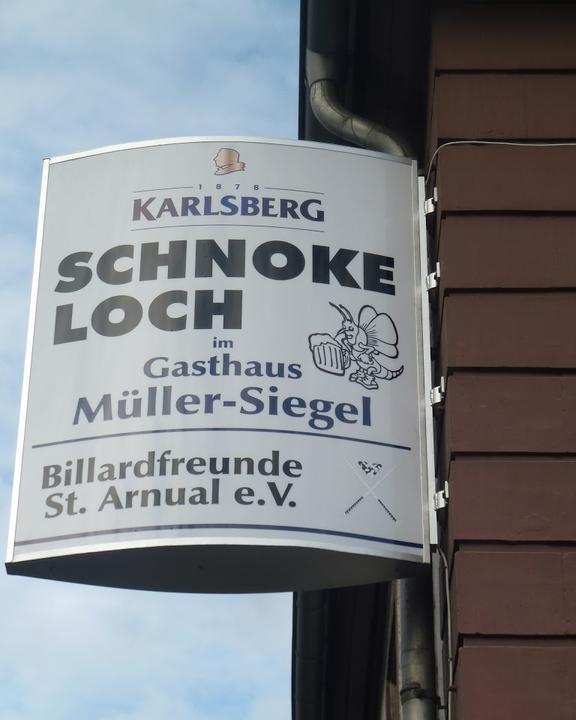 1878
KARLSBERG
SCHNOKE
LOCH
im
Gasthaus
Müller-Siegel
Billardfreunde
St. Arnual e.V.